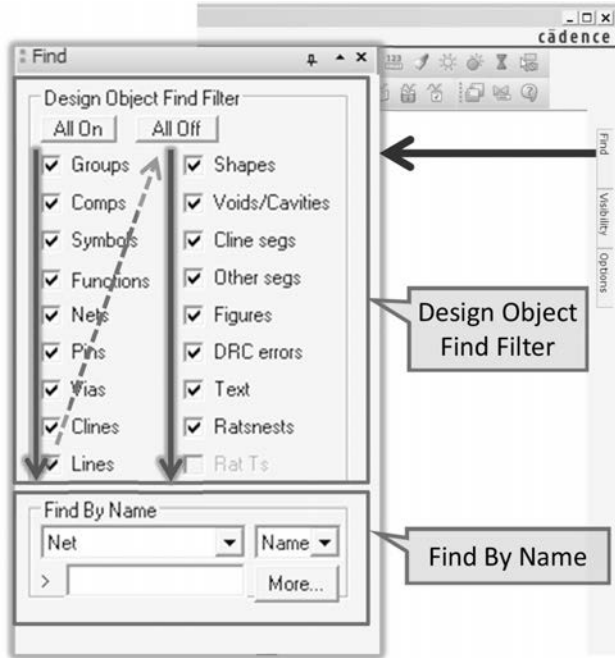 cādence
Find
123
Design Object Find Filter
All On All Off
Groups
Comps
Symbols
Functions
Nets
Pins
Vias
Clines
Lines
Shapes
Voids/Cavities
Cline segs
Other segs
Figures
DRC errors
Text
Ratsnests
Rat Ts
Find By Name
Net Name
> More...
Find
Visibility
Options
Design Object
Find Filter
Find By Name